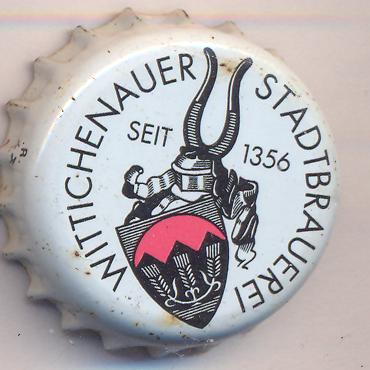 WITTICHENAUER STADTBRAUEREI
SEIT 1356